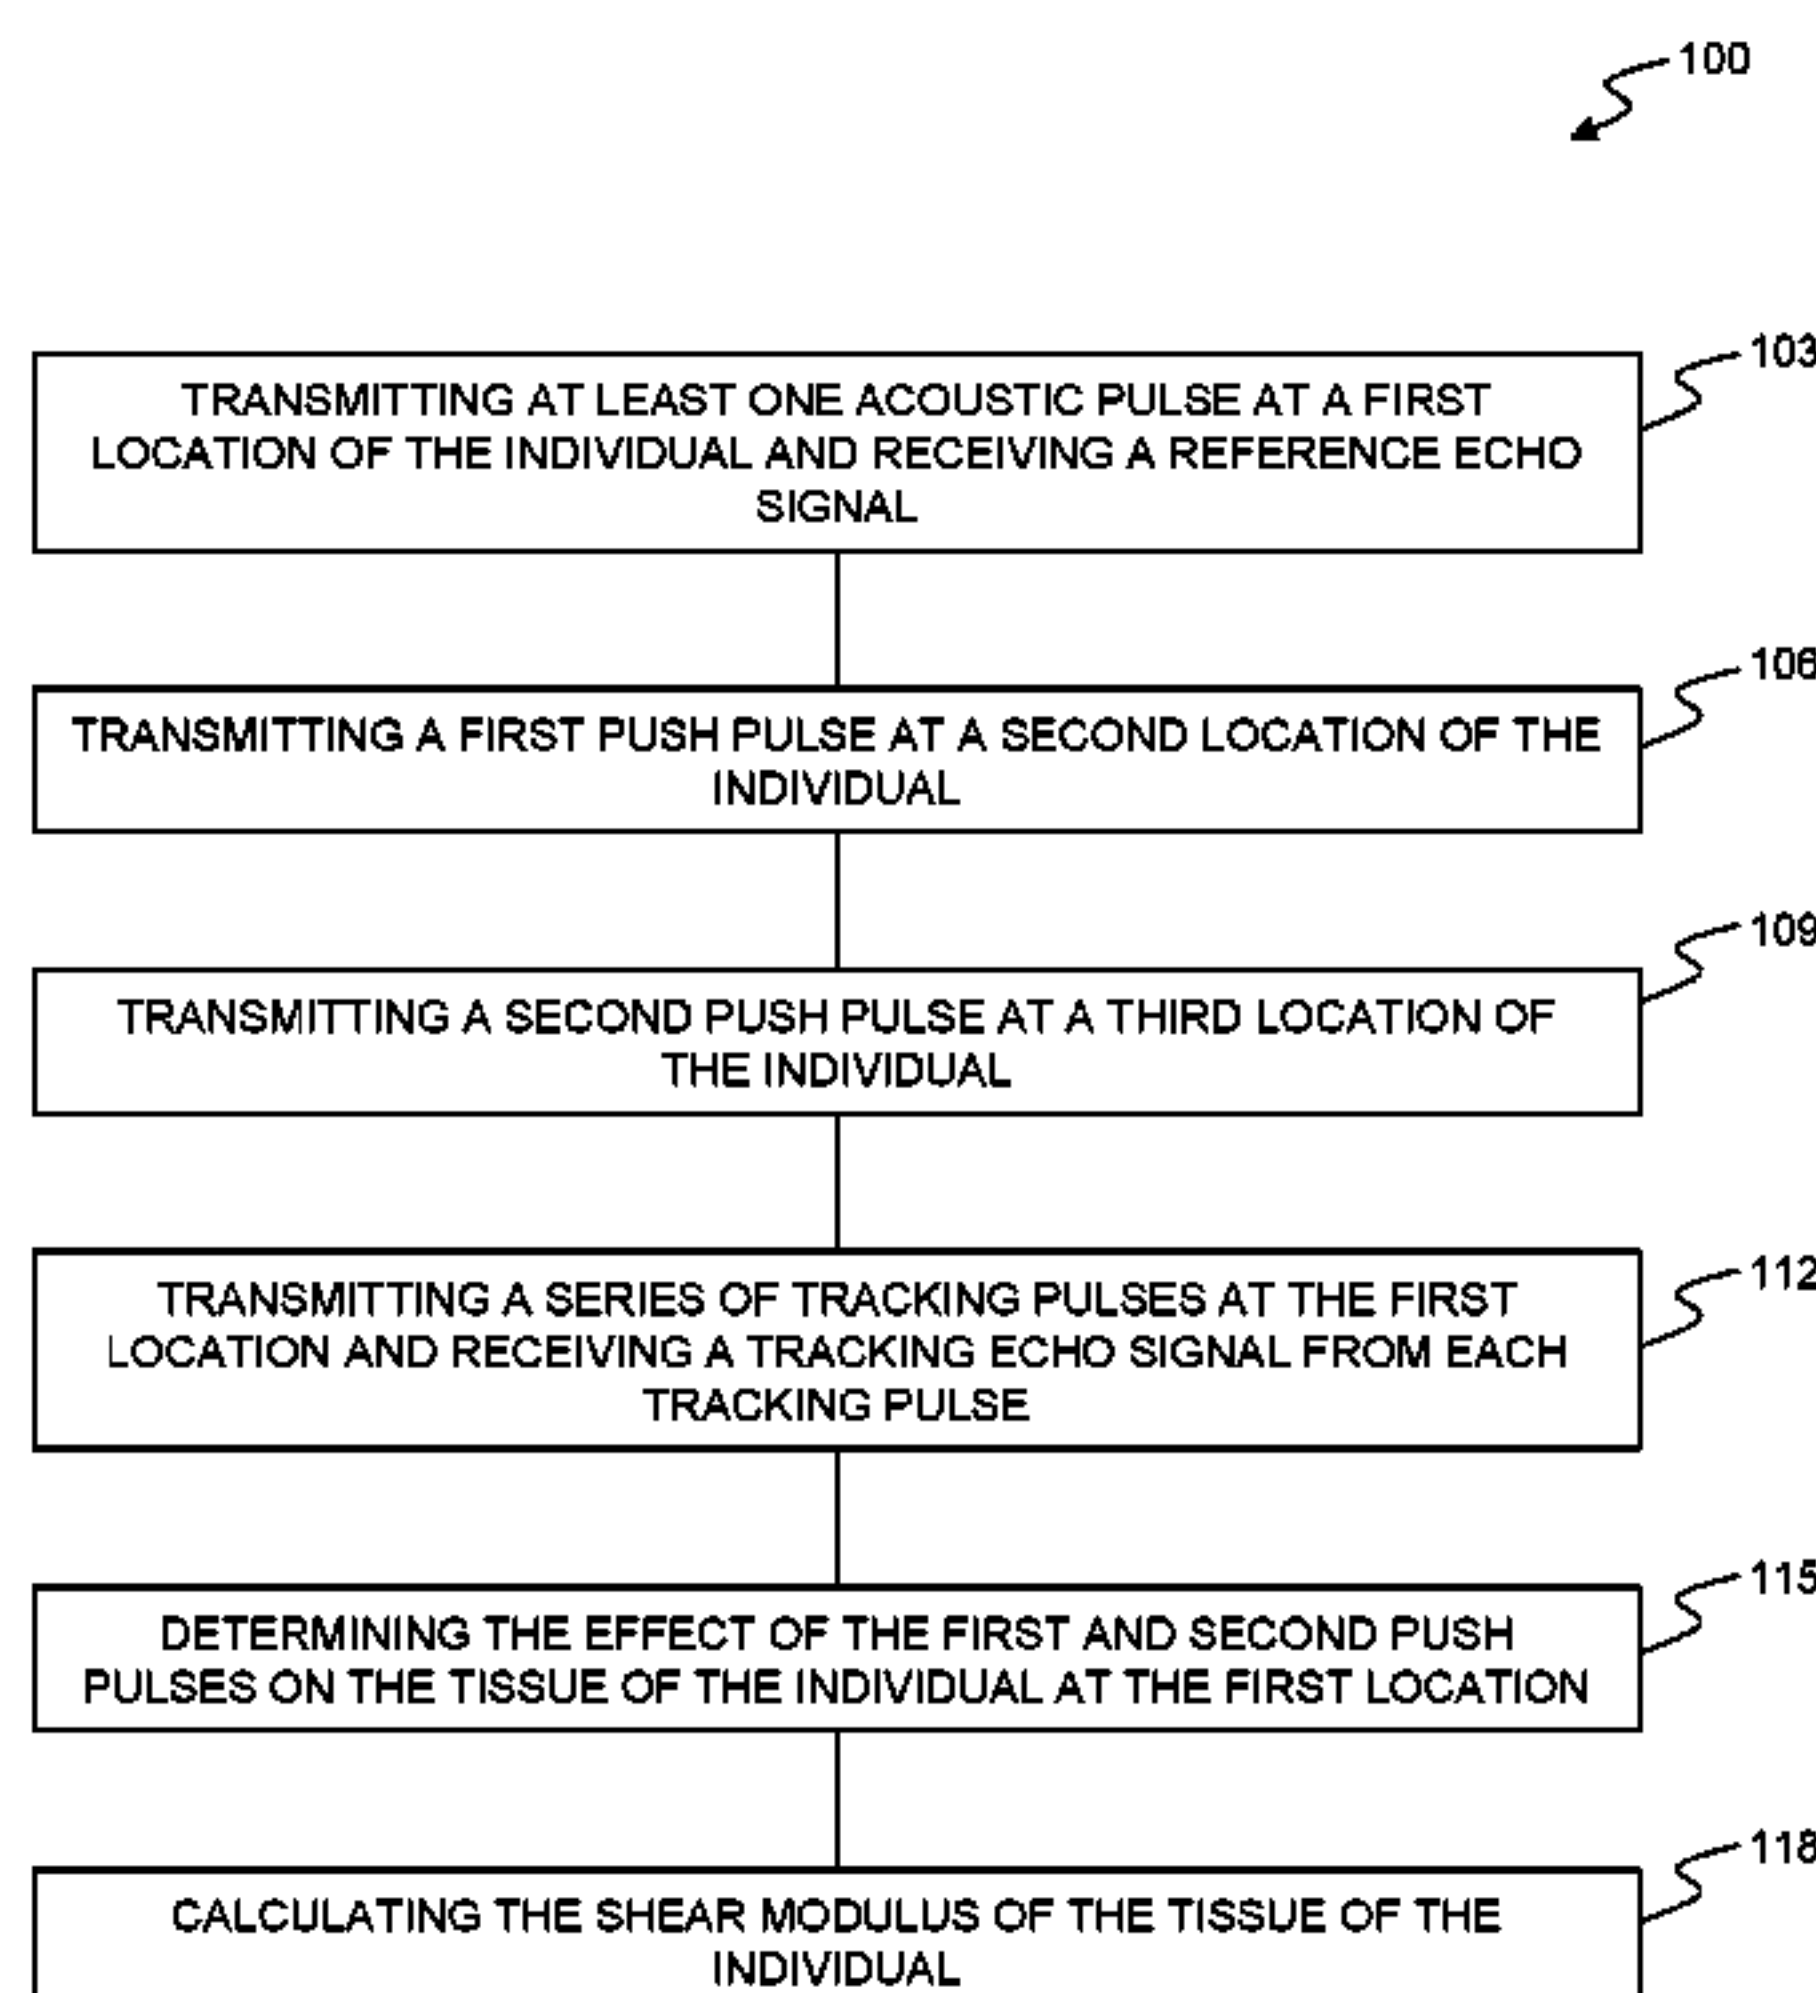 100
103
TRANSMITTING AT LEAST ONE ACOUSTIC PULSE AT A FIRST
LOCATION OF THE INDIVIDUAL AND RECEIVING A REFERENCE ECHO
SIGNAL
106
TRANSMITTING A FIRST PUSH PULSE AT A SECOND LOCATION OF THE
INDIVIDUAL
109
TRANSMITTING A SECOND PUSH PULSE AT A THIRD LOCATION OF
THE INDIVIDUAL
112
TRANSMITTING A SERIES OF TRACKING PULSES AT THE FIRST
LOCATION AND RECEIVING A TRACKING ECHO SIGNAL FROM EACH
TRACKING PULSE
115
DETERMINING THE EFFECT OF THE FIRST AND SECOND PUSH
PULSES ON THE TISSUE OF THE INDIVIDUAL AT THE FIRST LOCATION
118
CALCULATING THE SHEAR MODULUS OF THE TISSUE OF THE
INDIVIDUAL